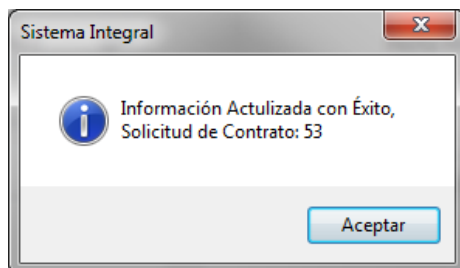 Sistema Integral
Información Actulizada con Éxito,
Solicitud de Contrato: 53
Aceptar